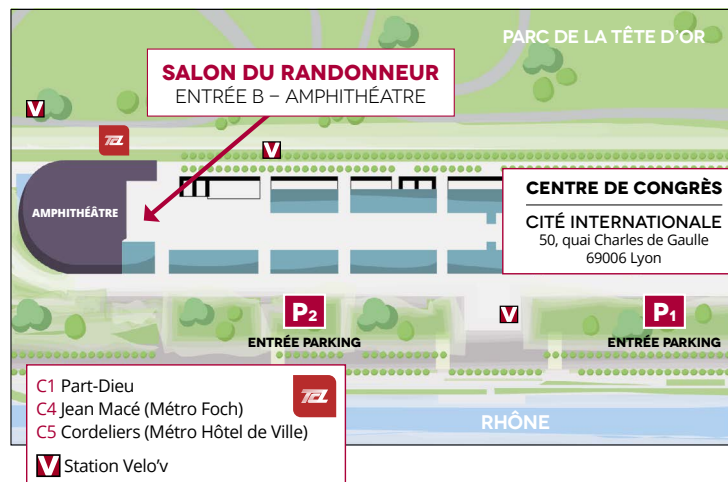 PARC DE LA TÊTE D'OR
SALON DU RANDONNEUR
ENTRÉE B – AMPHITHÉATRE
V
TCL
V
AMPHITHÉÂTRE
CENTRE DE CONGRÈS
CITÉ INTERNATIONALE
50, quai Charles de Gaulle
69006 Lyon
P2
ENTRÉE PARKING
V
P1
ENTRÉE PARKING
C1 Part-Dieu
C4 Jean Macé (Métro Foch)
C5 Cordeliers (Métro Hôtel de Ville)
TCL
V Station Velo'v
RHÔNE